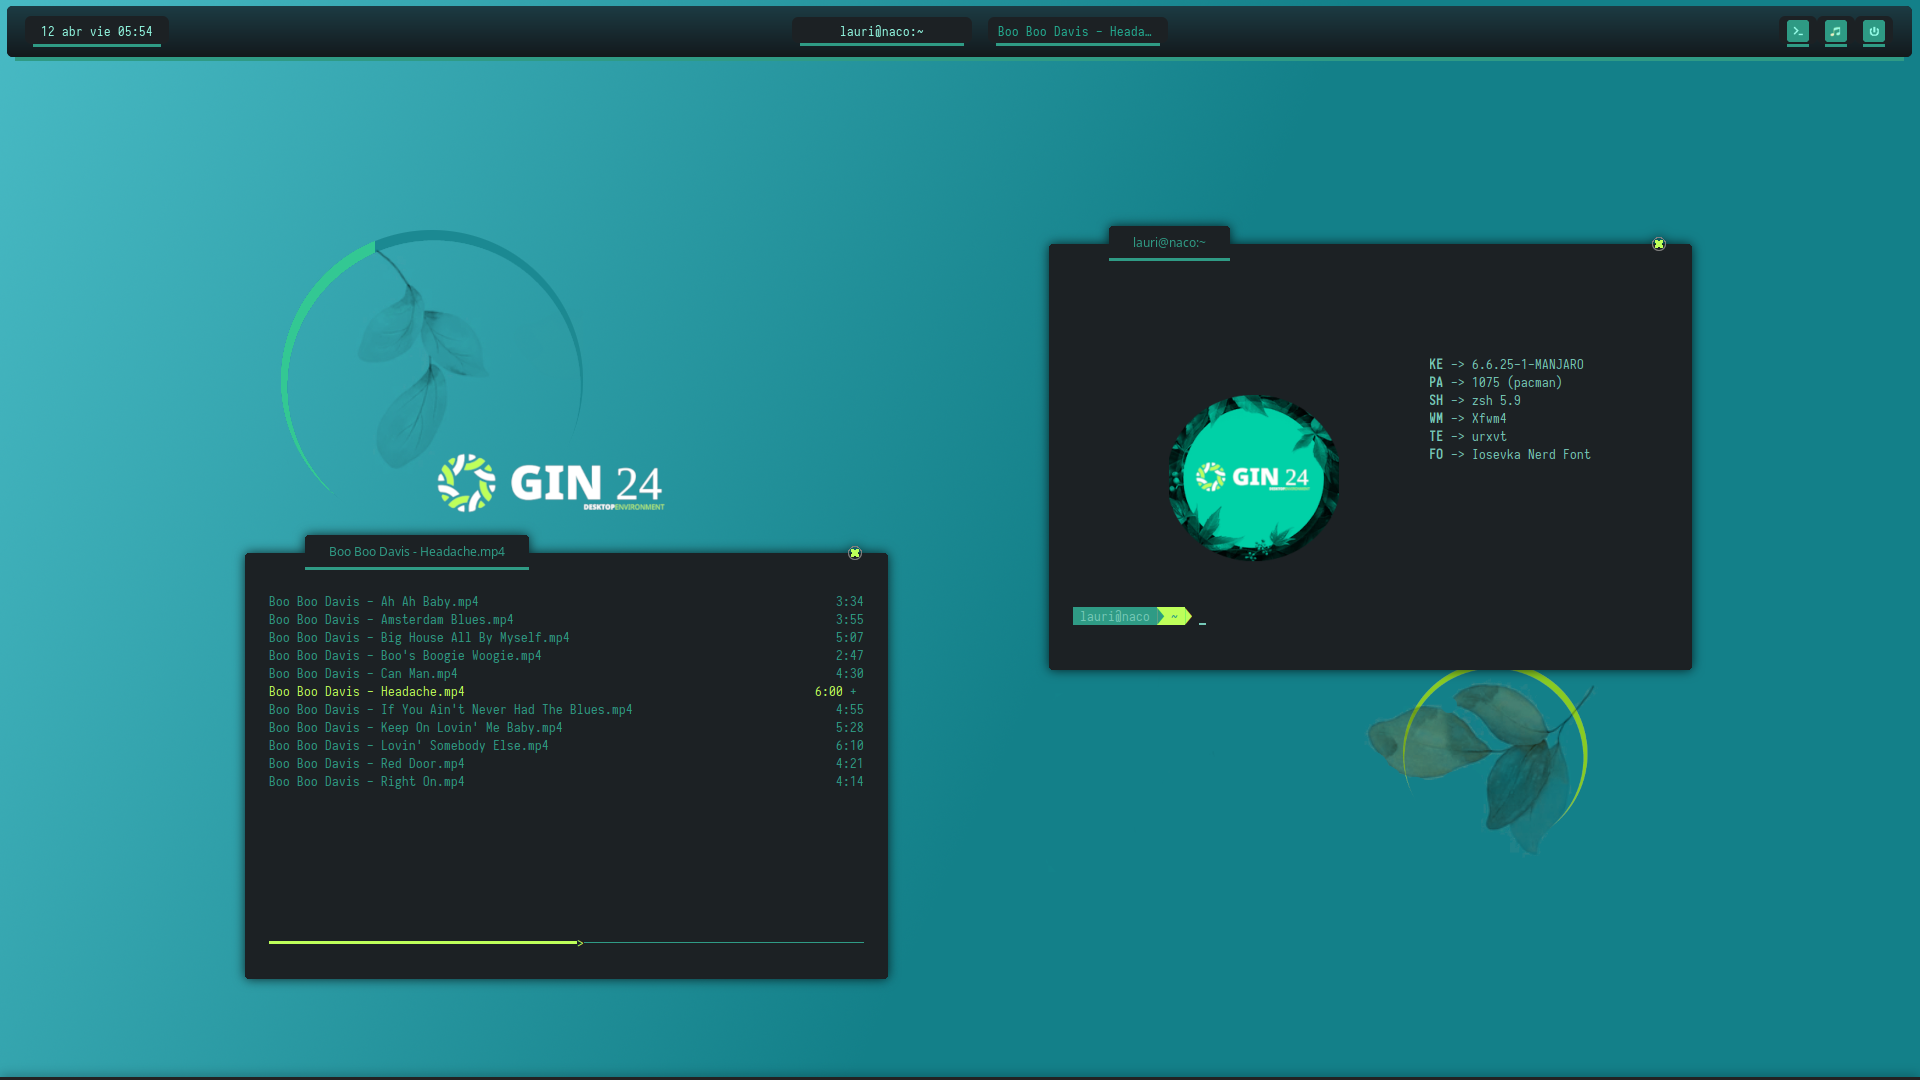 12 abr vie 05:54
lauri@naco:~
Boo Boo Davis - Heada…
GIN 24
DESKTOPENVIRONMENT
Boo Boo Davis - Headache.mp4
Boo Boo Davis - Ah Ah Baby.mp4 3:34
Boo Boo Davis - Amsterdam Blues.mp4 3:55
Boo Boo Davis - Big House All By Myself.mp4 5:07
Boo Boo Davis - Boo's Boogie Woogie.mp4 2:47
Boo Boo Davis - Can Man.mp4 4:30
Boo Boo Davis - Headache.mp4 6:00 +
Boo Boo Davis - If You Ain't Never Had The Blues.mp4 4:55
Boo Boo Davis - Keep On Lovin' Me Baby.mp4 5:28
Boo Boo Davis - Lovin' Somebody Else.mp4 6:10
Boo Boo Davis - Red Door.mp4 4:21
Boo Boo Davis - Right On.mp4 4:14
lauri@naco:~
KE -> 6.6.25-1-MANJARO
PA -> 1075 (pacman)
SH -> zsh 5.9
WM -> Xfwm4
TE -> urxvt
FO -> Iosevka Nerd Font
GIN 24
DESKTOPENVIRONMENT
lauri@naco ~